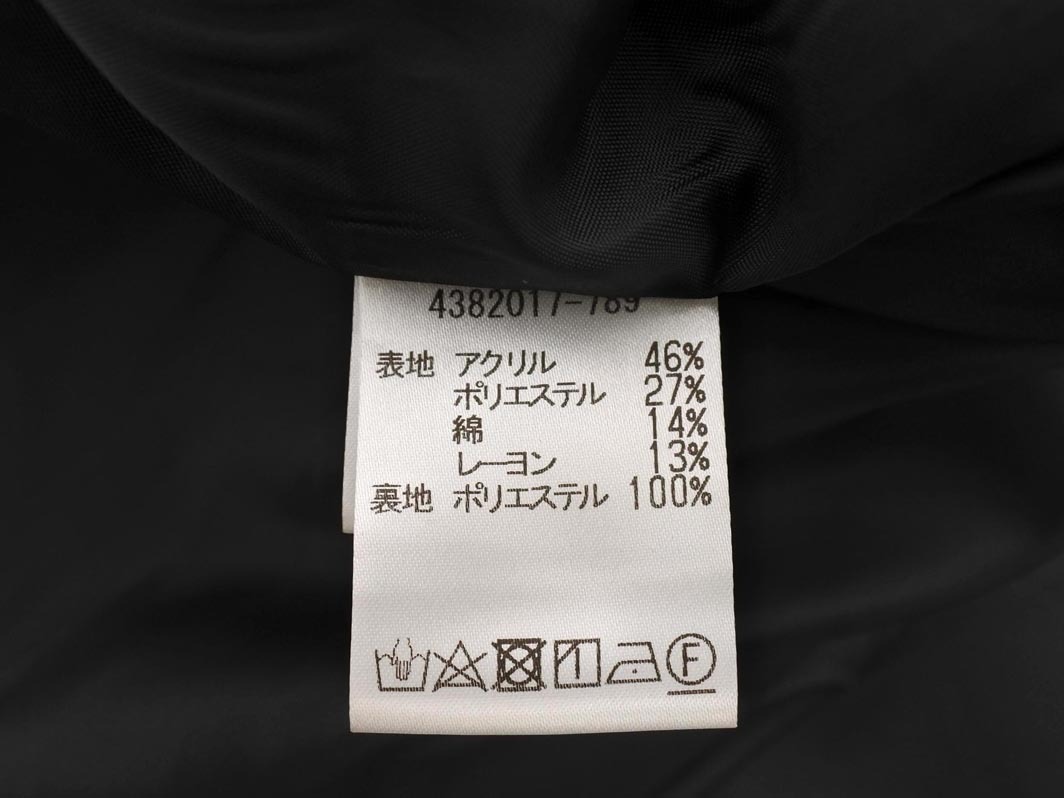 4382017-789
表地 アクリル 46%
ポリエステル 27%
綿 14%
レーヨン 13%
裏地 ポリエステル 100%
F